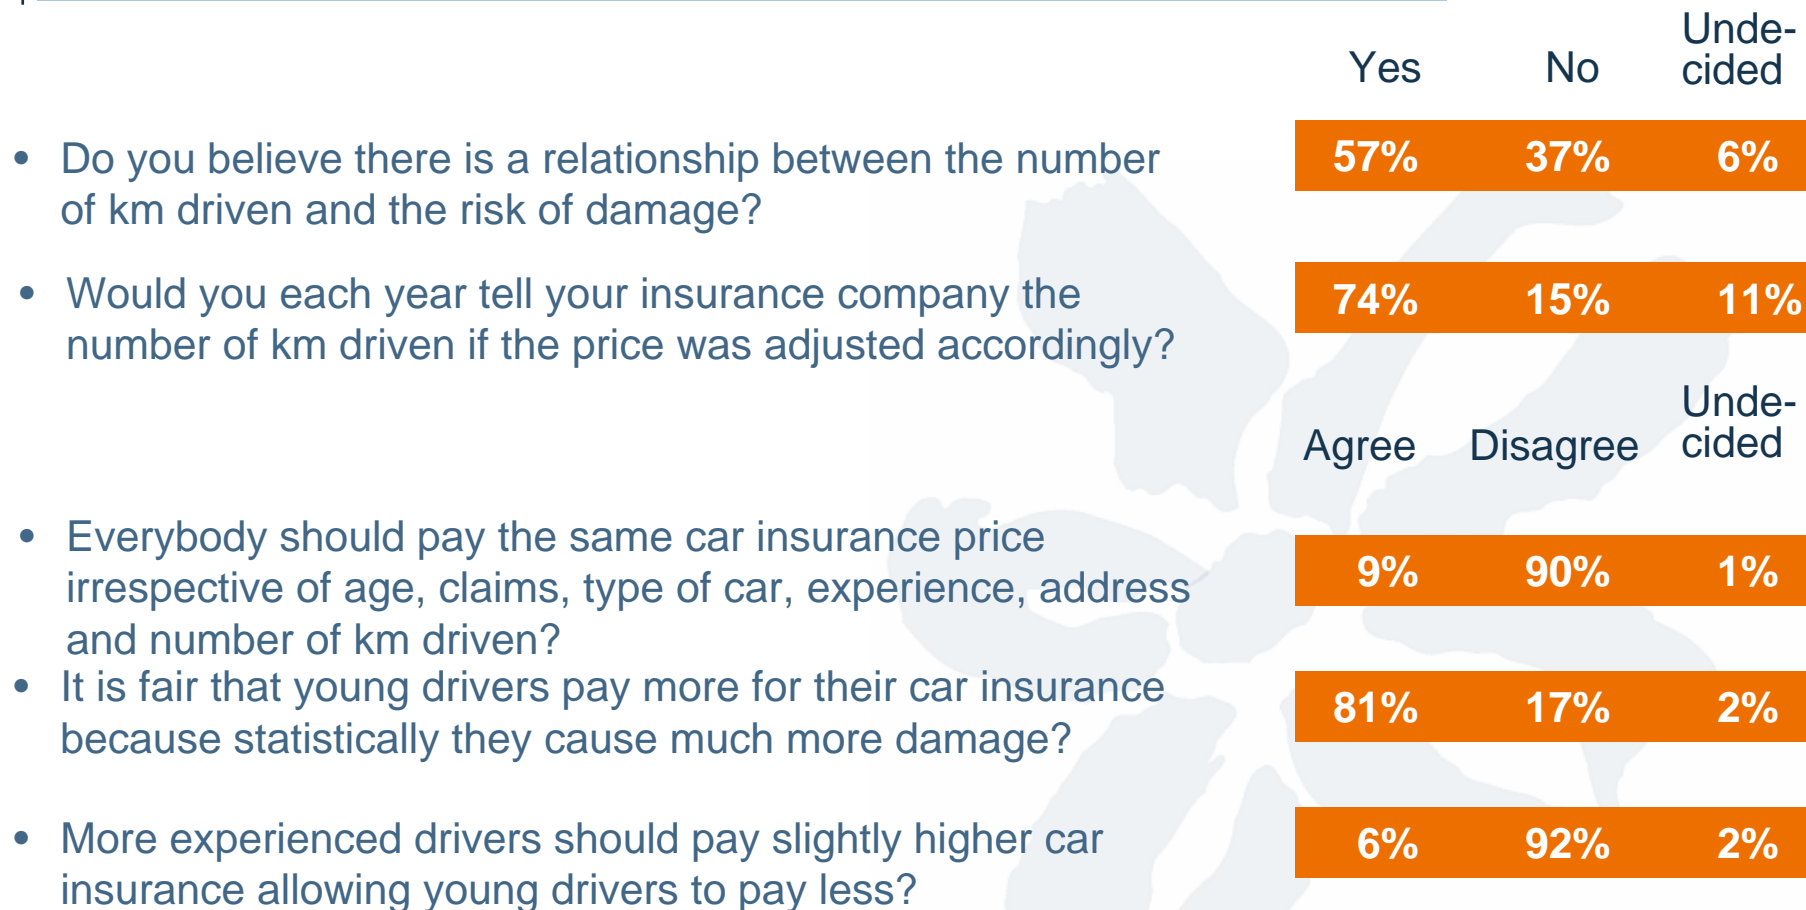 Unde-
Yes No cided
• Do you believe there is a relationship between the number 57% 37% 6%
of km driven and the risk of damage?
• Would you each year tell your insurance company the 74% 15% 11%
number of km driven if the price was adjusted accordingly?
Unde-
Agree Disagree cided
• Everybody should pay the same car insurance price
irrespective of age, claims, type of car, experience, address 9% 90% 1%
and number of km driven?
• It is fair that young drivers pay more for their car insurance 81% 17% 2%
because statistically they cause much more damage?
• More experienced drivers should pay slightly higher car 6% 92% 2%
insurance allowing young drivers to pay less?